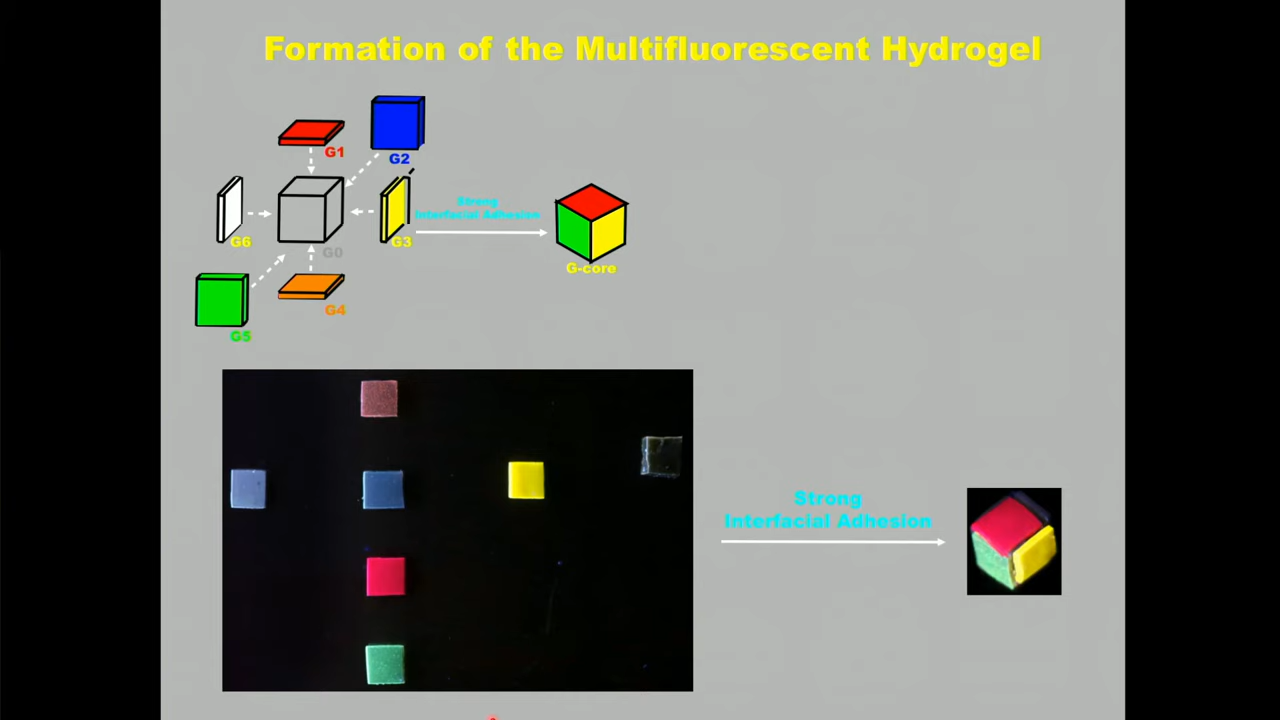 Formation of the Multifluorescent Hydrogel
G1
G2
G6
G0
G3
Strong
Interfacial Adhesion
G-core
G5
G4
Strong
Interfacial Adhesion